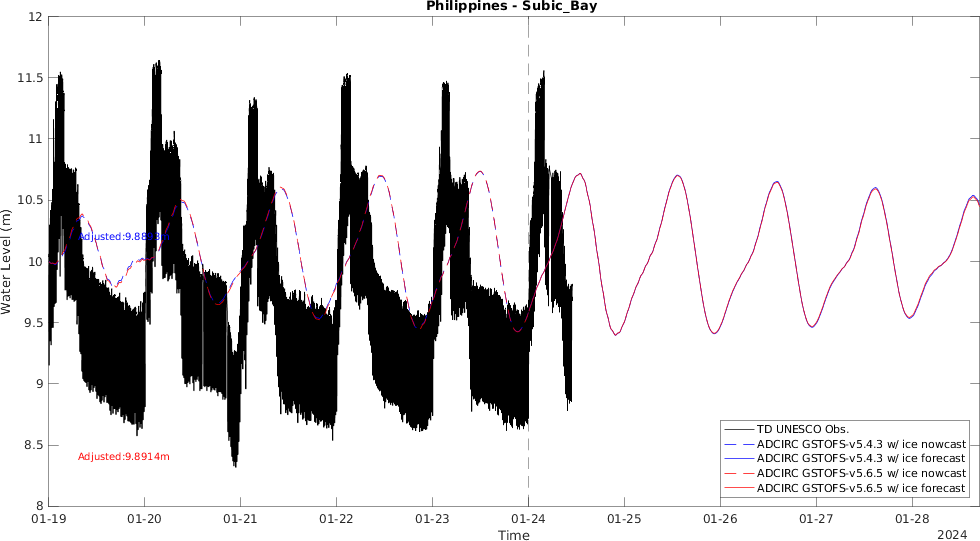 Philippines - Subic_Bay
12
11.5
11
10.5
10
9.5
9
8.5
8
Water Level (m)
Adjusted:9.8914m
01-19 01-20 01-21 01-22 01-23 01-24 01-25 01-26 01-27 01-28
Time
2024
TD UNESCO Obs.
ADCIRC GSTOFS-v5.4.3 w/ ice nowcast
ADCIRC GSTOFS-v5.4.3 w/ ice forecast
ADCIRC GSTOFS-v5.6.5 w/ ice nowcast
ADCIRC GSTOFS-v5.6.5 w/ ice forecast